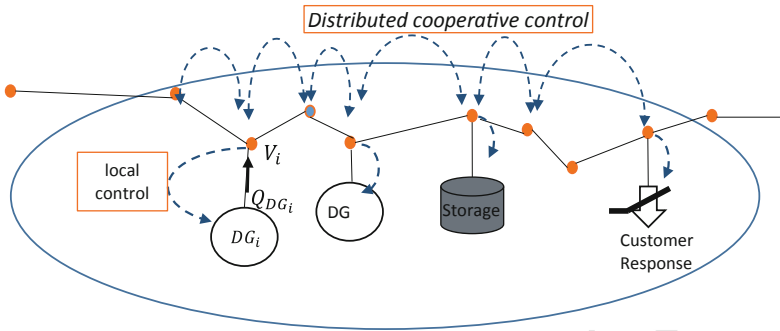 Distributed cooperative control
local
control
V_i
Q_{DG_i}
DG_i
DG
Storage
Customer
Response